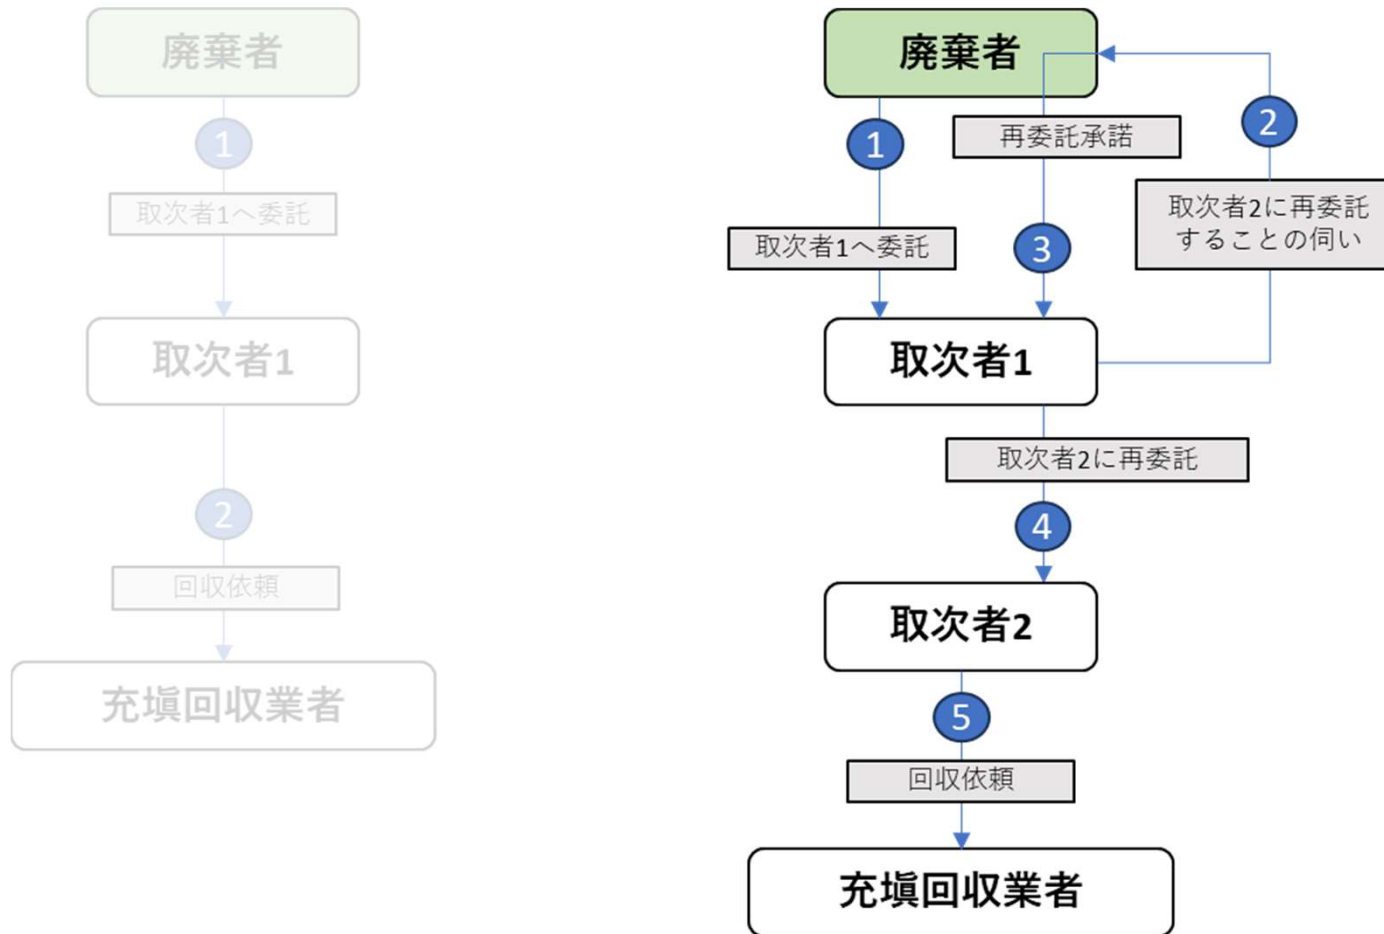 廃棄者
1
取次者1へ委託
取次者1
2
回収依頼
充塡回収業者
廃棄者
1
再委託承諾
2
取次者1へ委託
3
取次者2に再委託
することの伺い
取次者1
取次者2に再委託
4
取次者2
5
回収依頼
充塡回収業者